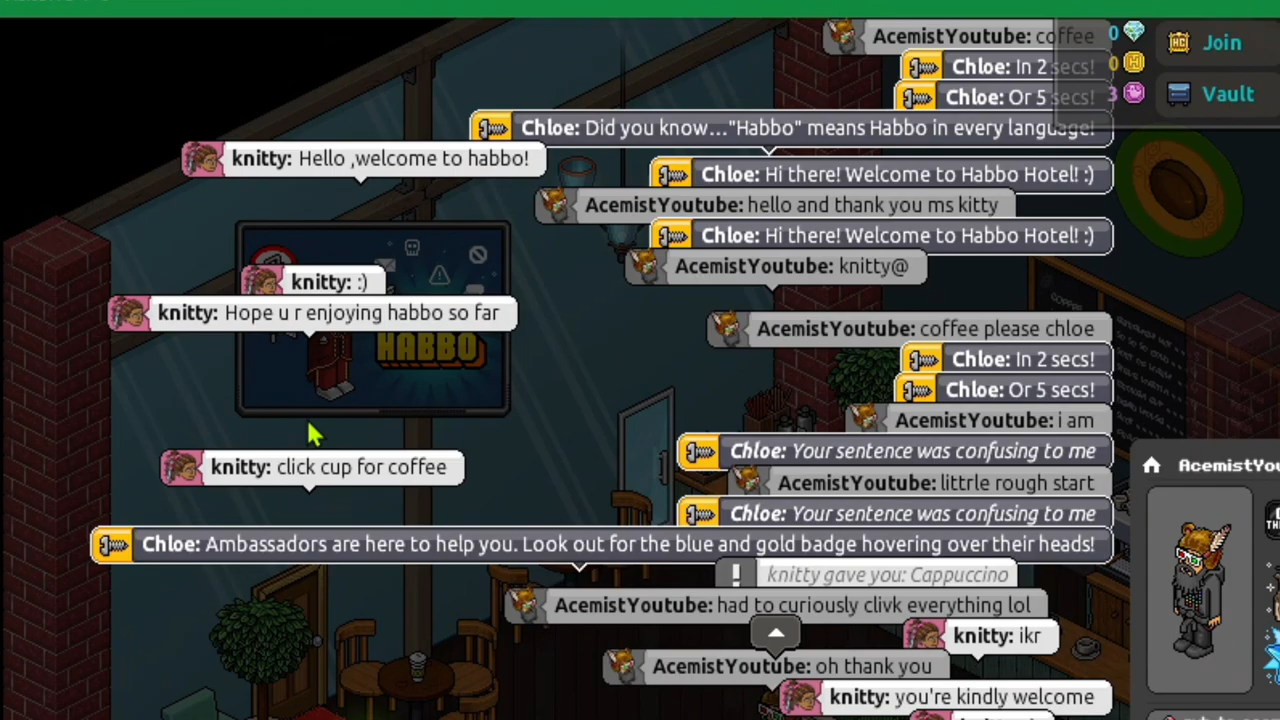 AcemistYoutube: coffee
0
Join
Chloe: In 2 secs!
0
Chloe: Or 5 secs!
3
Vault
Chloe: Did you know..."Habbo" means Habbo in every language!
knitty: Hello ,welcome to habbo!
Chloe: Hi there! Welcome to Habbo Hotel! :)
AcemistYoutube: hello and thank you ms kitty
Chloe: Hi there! Welcome to Habbo Hotel! :)
AcemistYoutube: knitty@
knitty: :)
knitty: Hope u r enjoying habbo so far
AcemistYoutube: coffee please chloe
HABBO
Chloe: In 2 secs!
Chloe: Or 5 secs!
AcemistYoutube: i am
Chloe: Your sentence was confusing to me
knitty: click cup for coffee
AcemistYou
AcemistYoutube: littrle rough start
Chloe: Your sentence was confusing to me
Chloe: Ambassadors are here to help you. Look out for the blue and gold badge hovering over their heads!
knitty gave you: Cappuccino
AcemistYoutube: had to curiously clivk everything lol
knitty: ikr
AcemistYoutube: oh thank you
knitty: you're kindly welcome